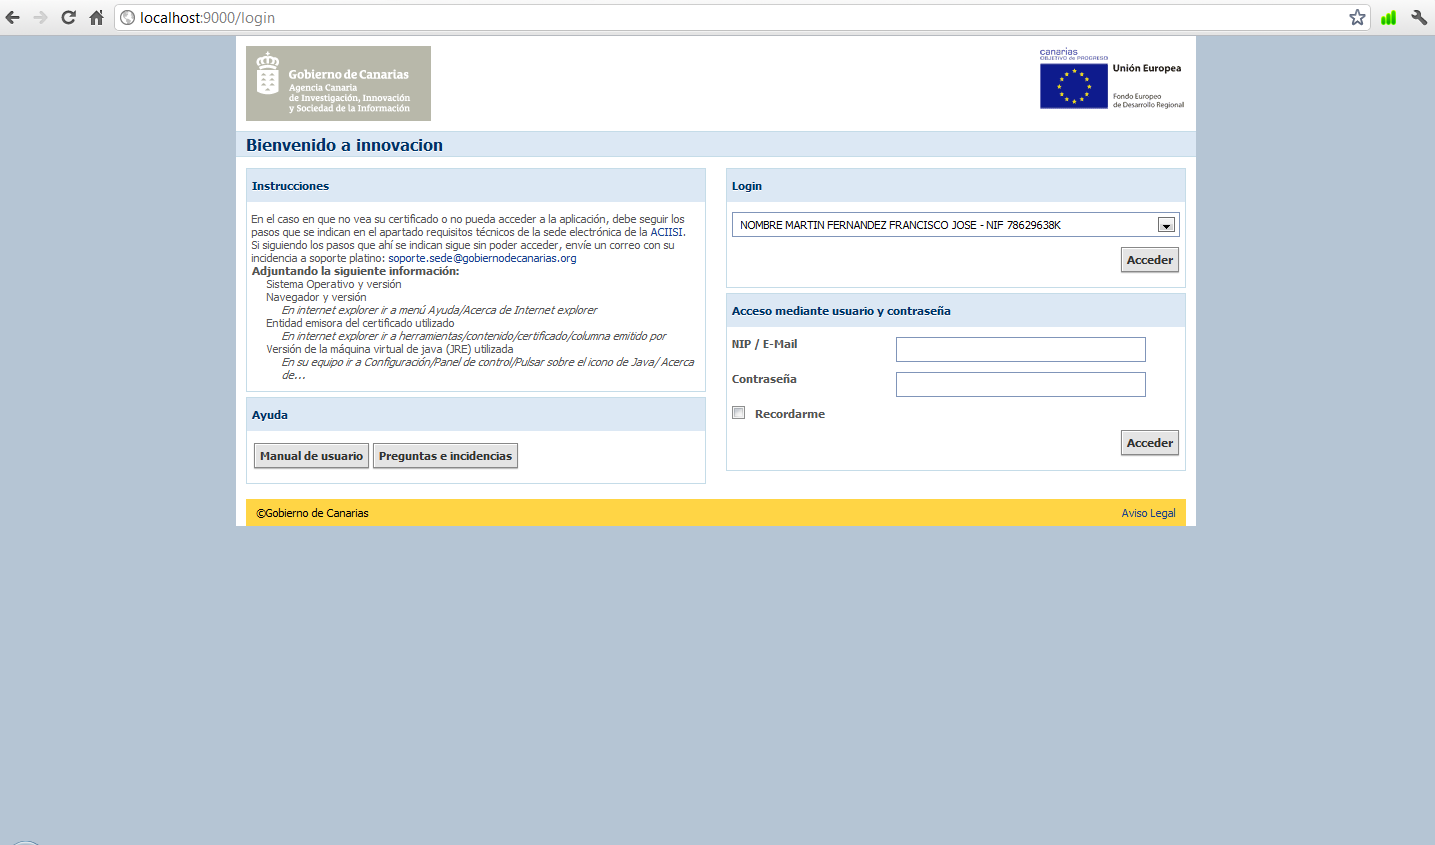 localhost:9000/login
Gobierno de Canarias
Agencia Canaria
de Investigación, Innovación
y Sociedad de la Información
canarias
OBJETIVO DE PROGRESO
Unión Europea
Fondo Europeo
de Desarrollo Regional
Bienvenido a innovacion
Instrucciones
En el caso en que no vea su certificado o no pueda acceder a la aplicación, debe seguir los
pasos que se indican en el apartado requisitos técnicos de la sede electrónica de la ACIISI.
Si siguiendo los pasos que ahí se indican sigue sin poder acceder, envíe un correo con su
incidencia a soporte platino: soporte.sede@gobiernodecanarias.org
Adjuntando la siguiente información:
Sistema Operativo y versión
Navegador y versión
En internet explorer ir a menú Ayuda/Acerca de Internet explorer
Entidad emisora del certificado utilizado
En internet explorer ir a herramientas/contenido/certificado/columna emitido por
Versión de la máquina virtual de java (JRE) utilizada
En su equipo ir a Configuración/Panel de control/Pulsar sobre el icono de Java/ Acerca
de...
Ayuda
Manual de usuario
Preguntas e incidencias
Login
NOMBRE MARTIN FERNANDEZ FRANCISCO JOSE - NIF 78629638K
Acceder
Acceso mediante usuario y contraseña
NIP / E-Mail
Contraseña
Recordarme
Acceder
©Gobierno de Canarias
Aviso Legal